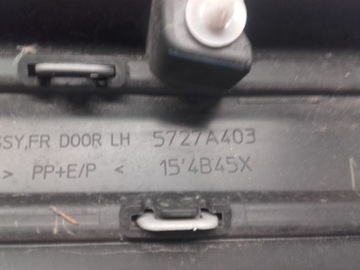 SSY,FR DOOR LH 5727A403
> PP+E/P < 15'4B45X